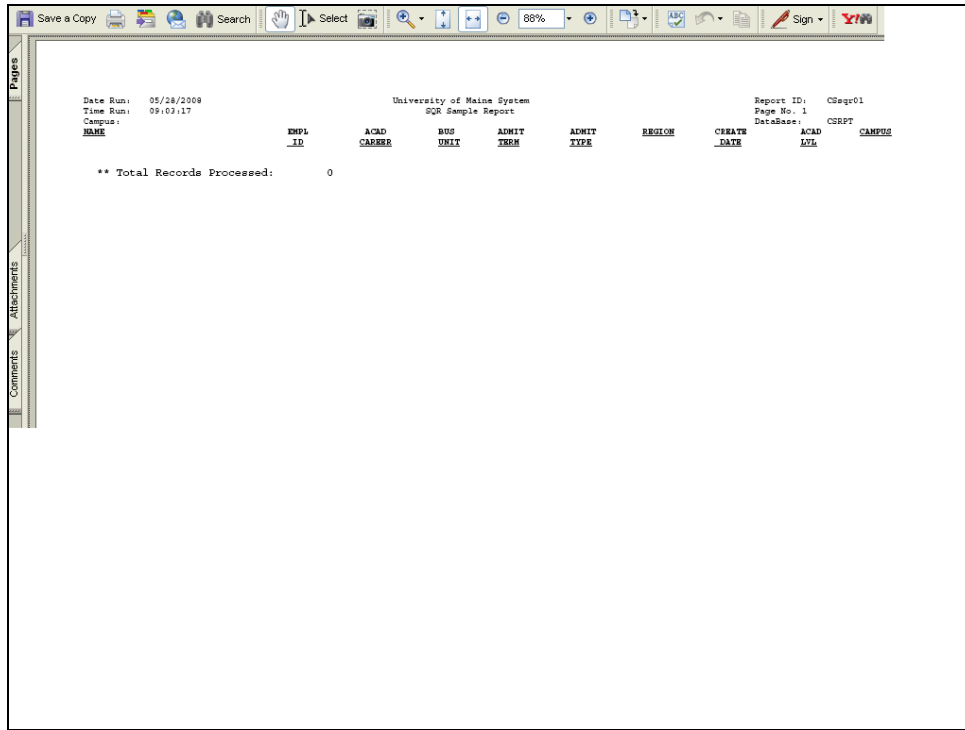 Save a Copy Search Select 88% Sign Y!
Pages
Date Run: 05/28/2009 University of Maine System Report ID: CSsqr01
Time Run: 09:03:17 SQR Sample Report Page No. 1
Campus: DataBase: CSRPT
NAME EMPL ACAD BUS ADMIT ADMIT REGION CREATE ACAD CAMPUS
ID CAREER UNIT TERM TYPE DATE LVL
** Total Records Processed: 0
Attachments
Comments